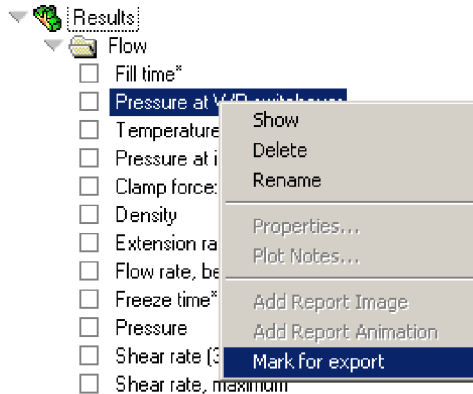 Results
Flow
Fill time*
Pressure at V/P switchover
Show
Temperature
Delete
Pressure at i
Rename
Clamp force:
Density
Properties...
Extension ra
Plot Notes...
Flow rate, be
Freeze time*
Add Report Image
Pressure
Add Report Animation
Shear rate (3
Mark for export
Shear rate, maximum